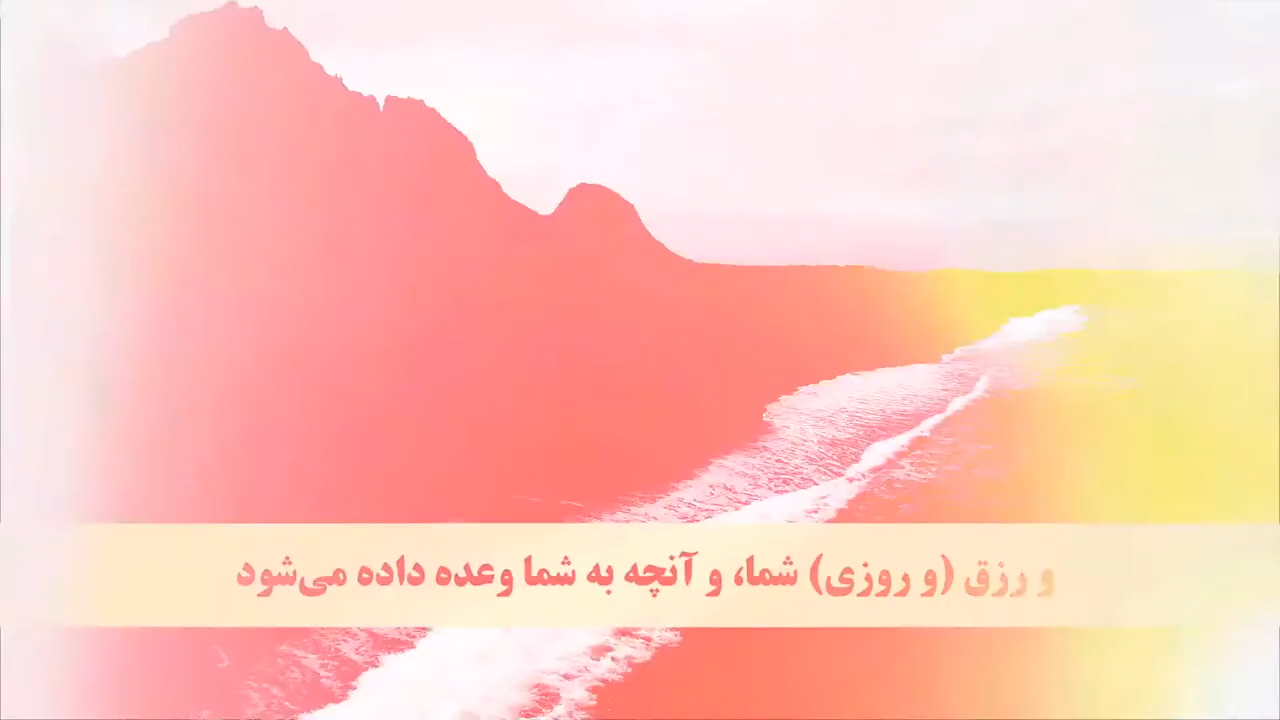 و رزق (و روزی) شما، و آنچه به شما وعده داده می‌شود